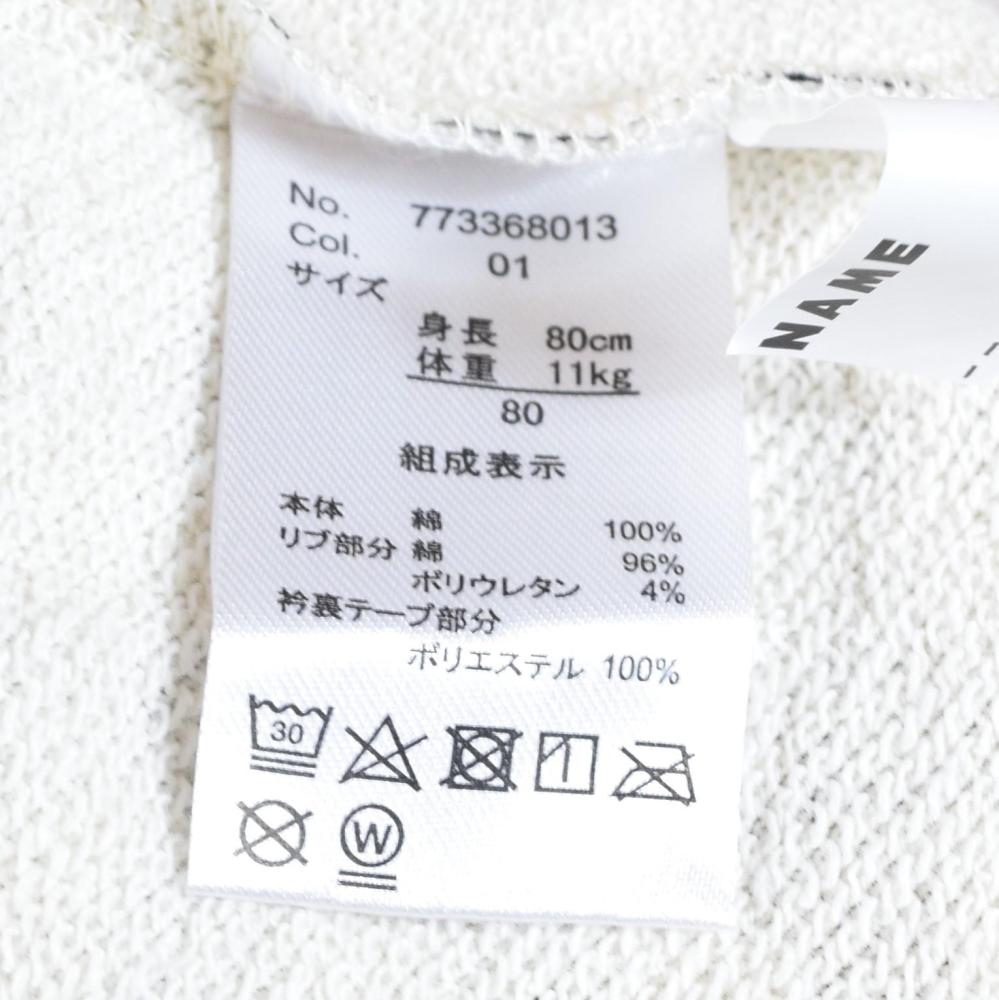 No. 773368013
Col. 01
サイズ
身長 80cm
体重 11kg
80
組成表示
本体 綿 100%
リブ部分 綿 96%
ポリウレタン 4%
衿裏テープ部分
ポリエステル 100%
30
W
NAME